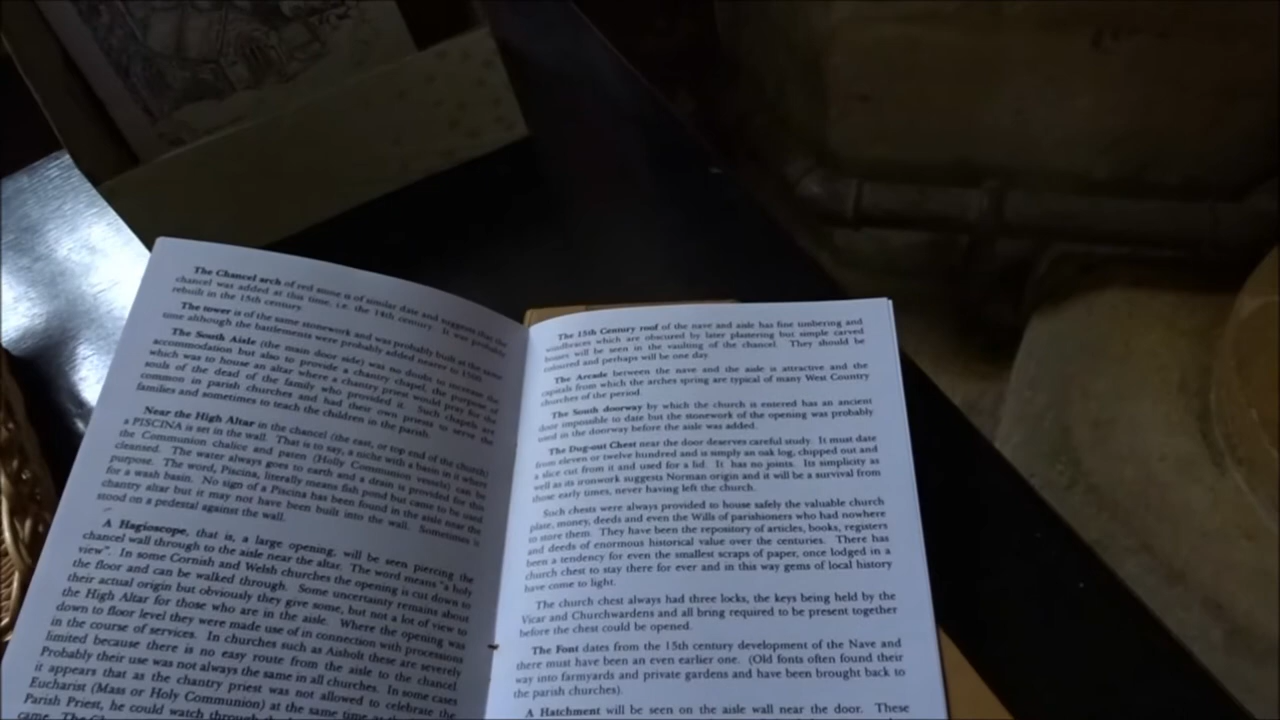 The Chancel arch of red stone is of similar date and suggests that the
chancel was added at this time, i.e. the 14th century. It was probably
rebuilt in the 15th century.
The tower is of the same stonework and was probably built at the same
time although the battlements were probably added nearer to 1500.
The South Aisle (the main door side) was no doubt to increase the
accommodation but also to provide a chantry chapel, the purpose of
which was to house an altar where a chantry priest would pray for the
souls of the dead of the family who provided it. Such chapels are
common in parish churches and had their own priests to serve the
families and sometimes to teach the children in the parish.
Near the High Altar in the chancel (the east, or top end of the church)
a PISCINA is set in the wall. That is to say, a niche with a basin in it where
the Communion chalice and paten (Holly Communion vessels) can be
cleansed. The water always goes to earth and a drain is provided for this
purpose. The word, Piscina, literally means fish pond but came to be used
for a wash basin. No sign of a Piscina has been found in the aisle near the
chantry altar but it may not have been built into the wall. Sometimes it
stood on a pedestal against the wall.
A Hagioscope, that is, a large opening, will be seen piercing the
chancel wall through to the aisle near the altar. The word means "a holy
view". In some Cornish and Welsh churches the opening is cut down to
the floor and can be walked through. Some uncertainty remains about
their actual origin but obviously they give some, but not a lot of view to
the High Altar for those who are in the aisle. Where the opening was
down to floor level they were made use of in connection with processions
in the course of services. In churches such as Aisholt these are severely
limited because there is no easy route from the aisle to the chancel
Probably their use was not always the same in all churches. In some cases
it appears that as the chantry priest was not allowed to celebrate the
Eucharist (Mass or Holy Communion) at the same time as the
Parish Priest, he could watch through the
came. The
The 15th Century roof of the nave and aisle has fine timbering and
windbraces which are obscured by later plastering but simple carved
bosses will be seen in the vaulting of the chancel. They should be
coloured and perhaps will be one day.
The Arcade between the nave and the aisle is attractive and the
capitals from which the arches spring are typical of many West Country
churches of the period.
The South doorway by which the church is entered has an ancient
door impossible to date but the stonework of the opening was probably
used in the doorway before the aisle was added.
The Dug-out Chest near the door deserves careful study. It must date
from eleven or twelve hundred and is simply an oak log, chipped out and
a slice cut from it and used for a lid. It has no joints. Its simplicity as
well as its ironwork suggests Norman origin and it will be a survival from
those early times, never having left the church.
Such chests were always provided to house safely the valuable church
plate, money, deeds and even the Wills of parishioners who had nowhere
to store them. They have been the repository of articles, books, registers
and deeds of enormous historical value over the centuries. There has
been a tendency for even the smallest scraps of paper, once lodged in a
church chest to stay there for ever and in this way gems of local history
have come to light.
The church chest always had three locks, the keys being held by the
Vicar and Churchwardens and all bring required to be present together
before the chest could be opened.
The Font dates from the 15th century development of the Nave and
there must have been an even earlier one. (Old fonts often found their
way into farmyards and private gardens and have been brought back to
the parish churches).
A Hatchment will be seen on the aisle wall near the door. These